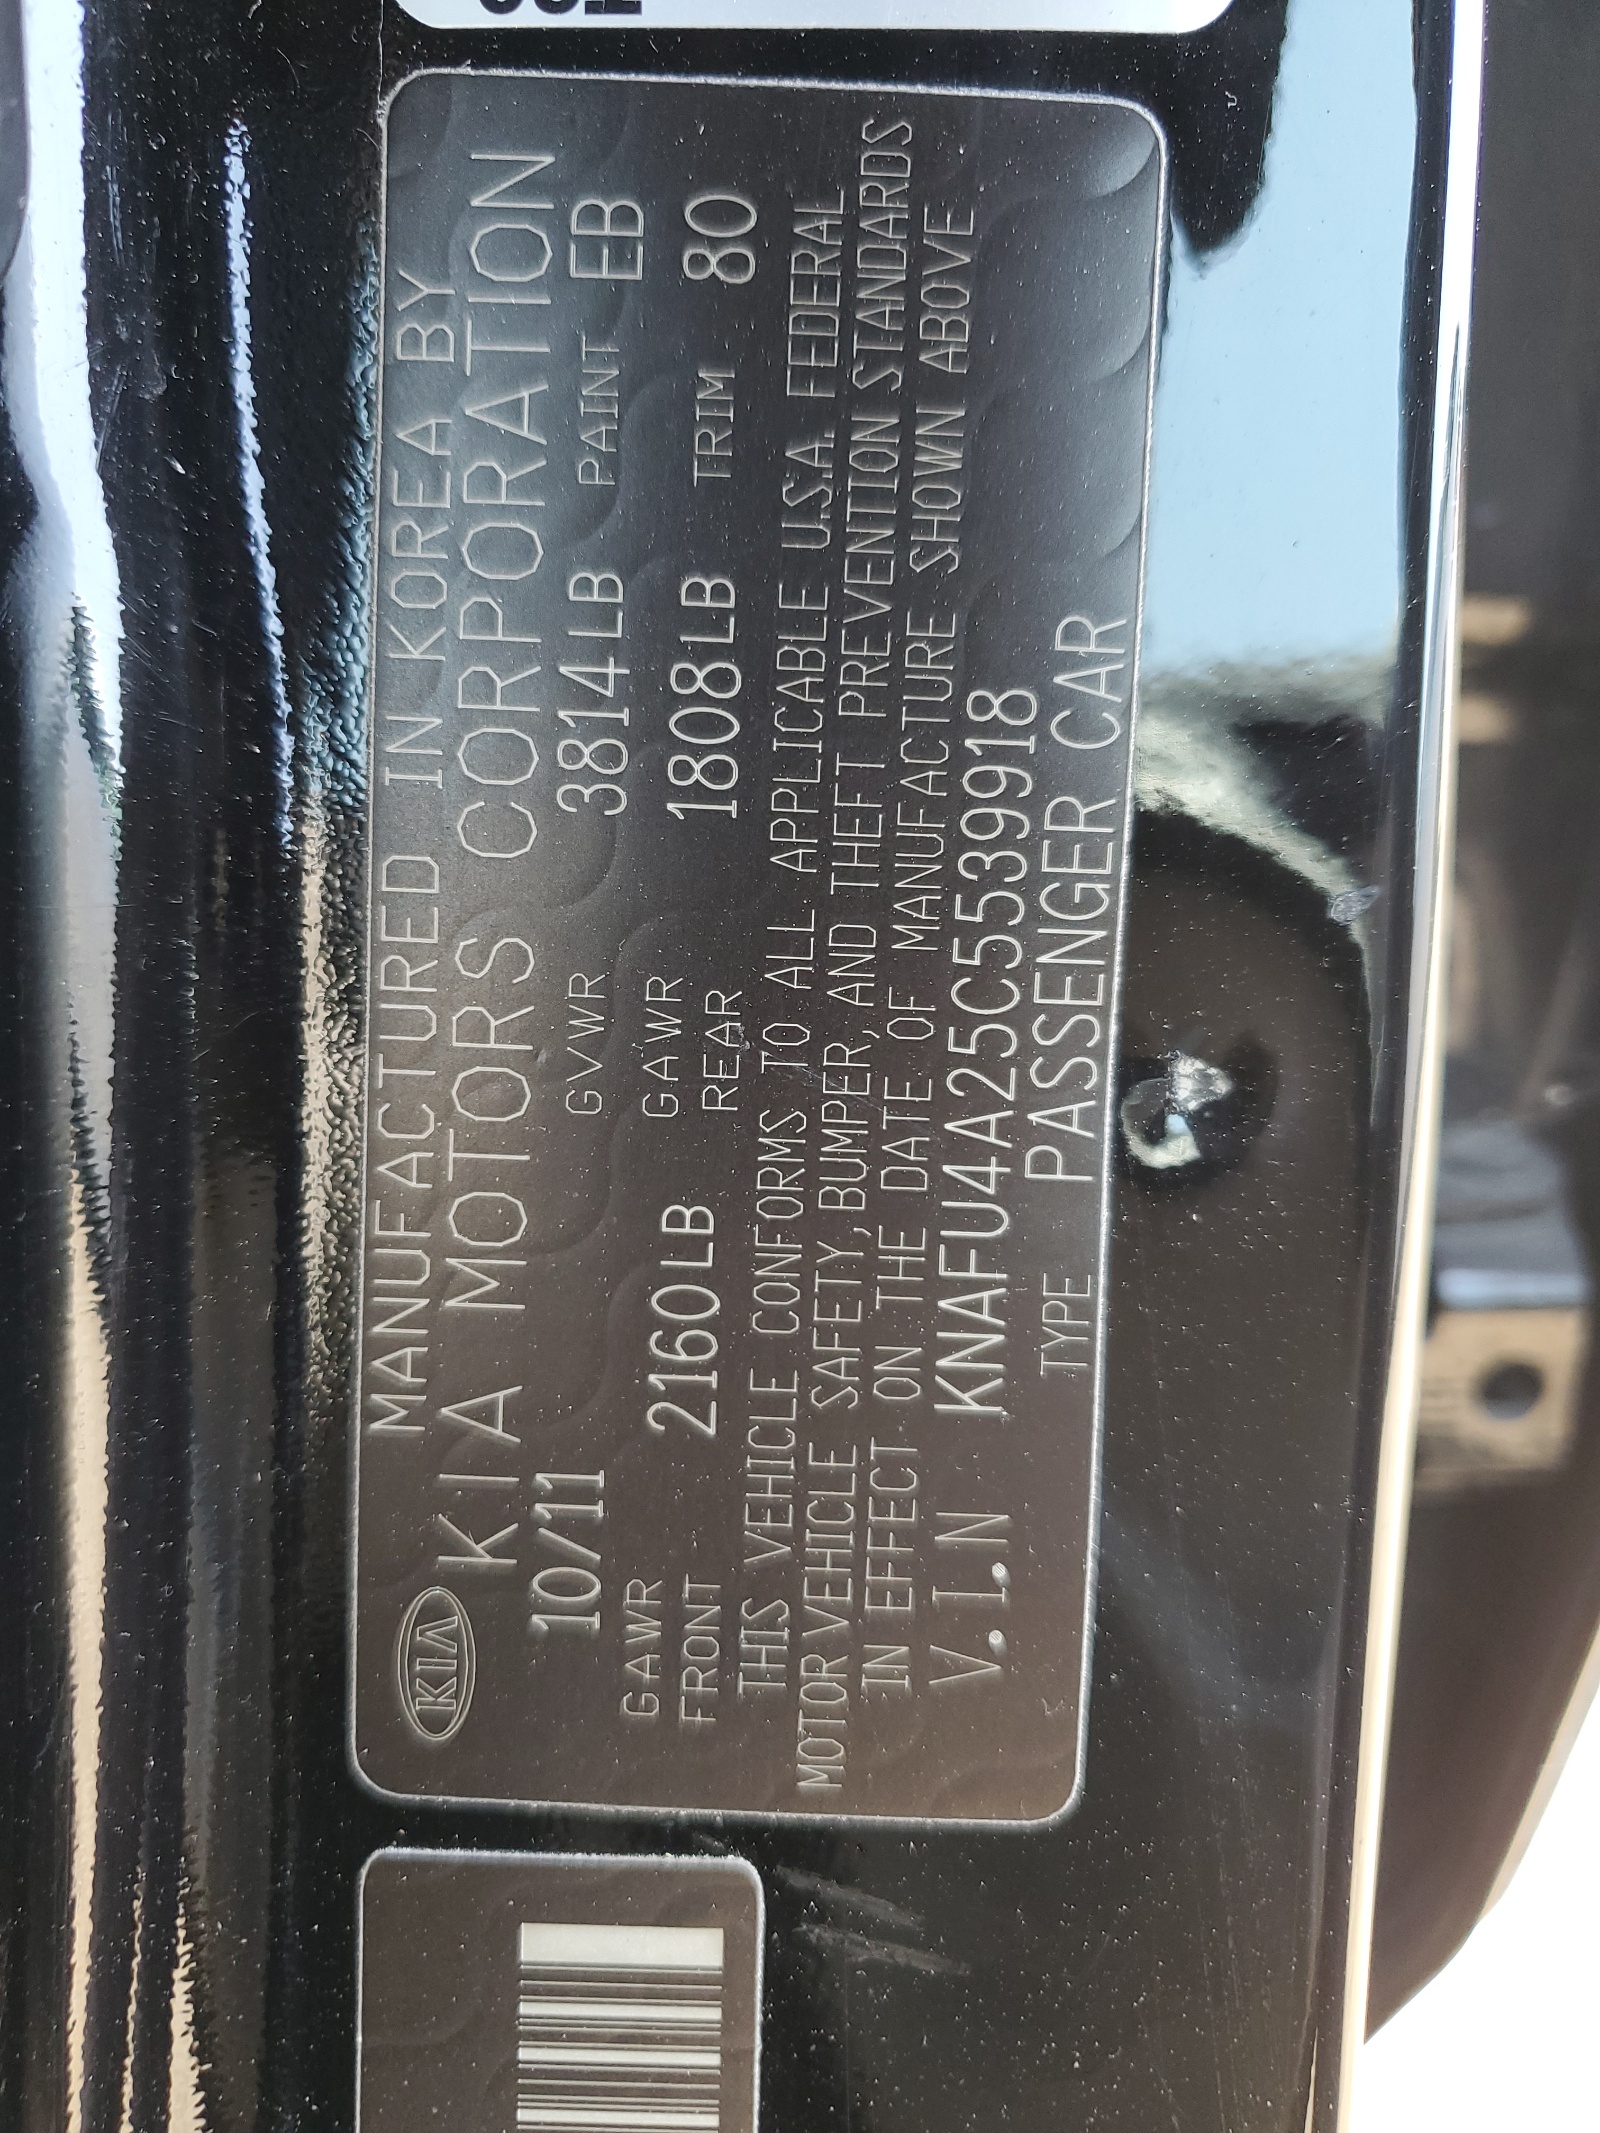 KIA MANUFACTURED IN KOREA BY
KIA MOTORS CORPORATION
10/11 GVWR 3814LB PAINT EB
GAWR FRONT 2160LB GAWR REAR 1808LB TRIM 80
THIS VEHICLE CONFORMS TO ALL APPLICABLE U.S.A. FEDERAL
MOTOR VEHICLE SAFETY, BUMPER, AND THEFT PREVENTION STANDARDS
IN EFFECT ON THE DATE OF MANUFACTURE SHOWN ABOVE
V.I.N KNAFU4A25C5539918
TYPE PASSENGER CAR